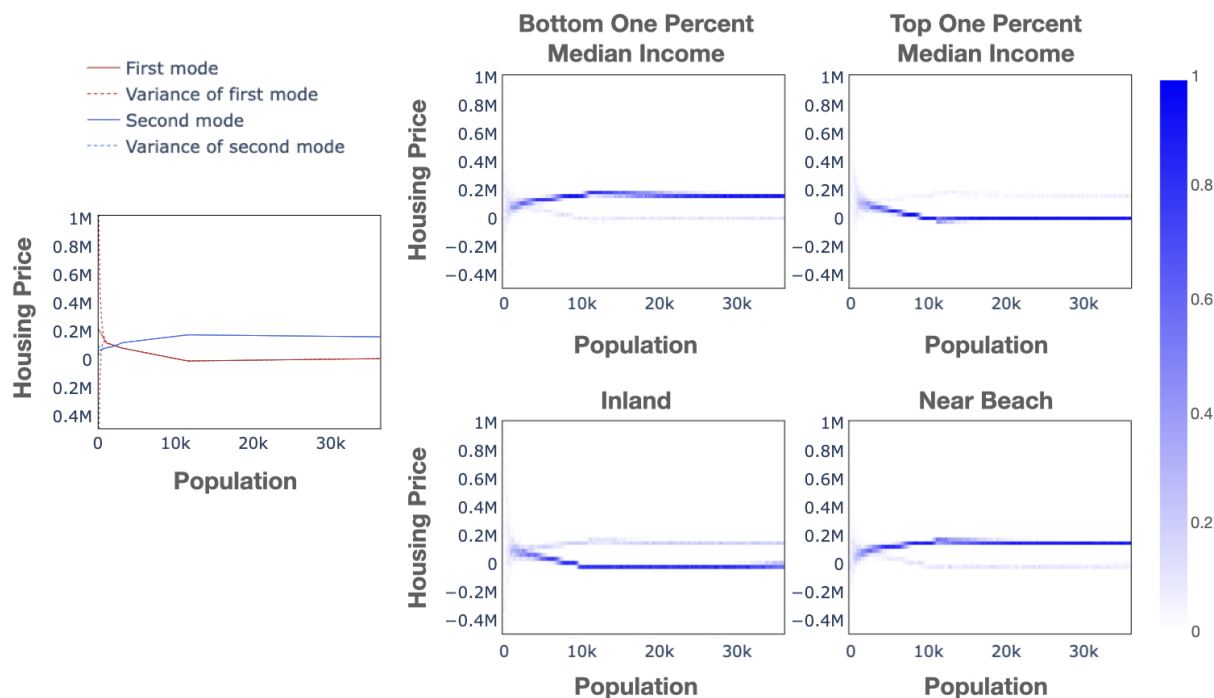 First mode
Variance of first mode
Second mode
Variance of second mode
Housing Price
1M
0.8M
0.6M
0.4M
0.2M
0
0.2M
0.4M
0 10k 20k 30k
Population
Bottom One Percent
Median Income
Housing Price
1M
0.8M
0.6M
0.4M
0.2M
0
−0.2M
−0.4M
0 10k 20k 30k
Population
Top One Percent
Median Income
1M
0.8M
0.6M
0.4M
0.2M
0
−0.2M
−0.4M
0 10k 20k 30k
Population
Inland
Housing Price
1M
0.8M
0.6M
0.4M
0.2M
0
−0.2M
−0.4M
0 10k 20k 30k
Population
Near Beach
1M
0.8M
0.6M
0.4M
0.2M
0
−0.2M
−0.4M
0 10k 20k 30k
Population
1
0.8
0.6
0.4
0.2
0